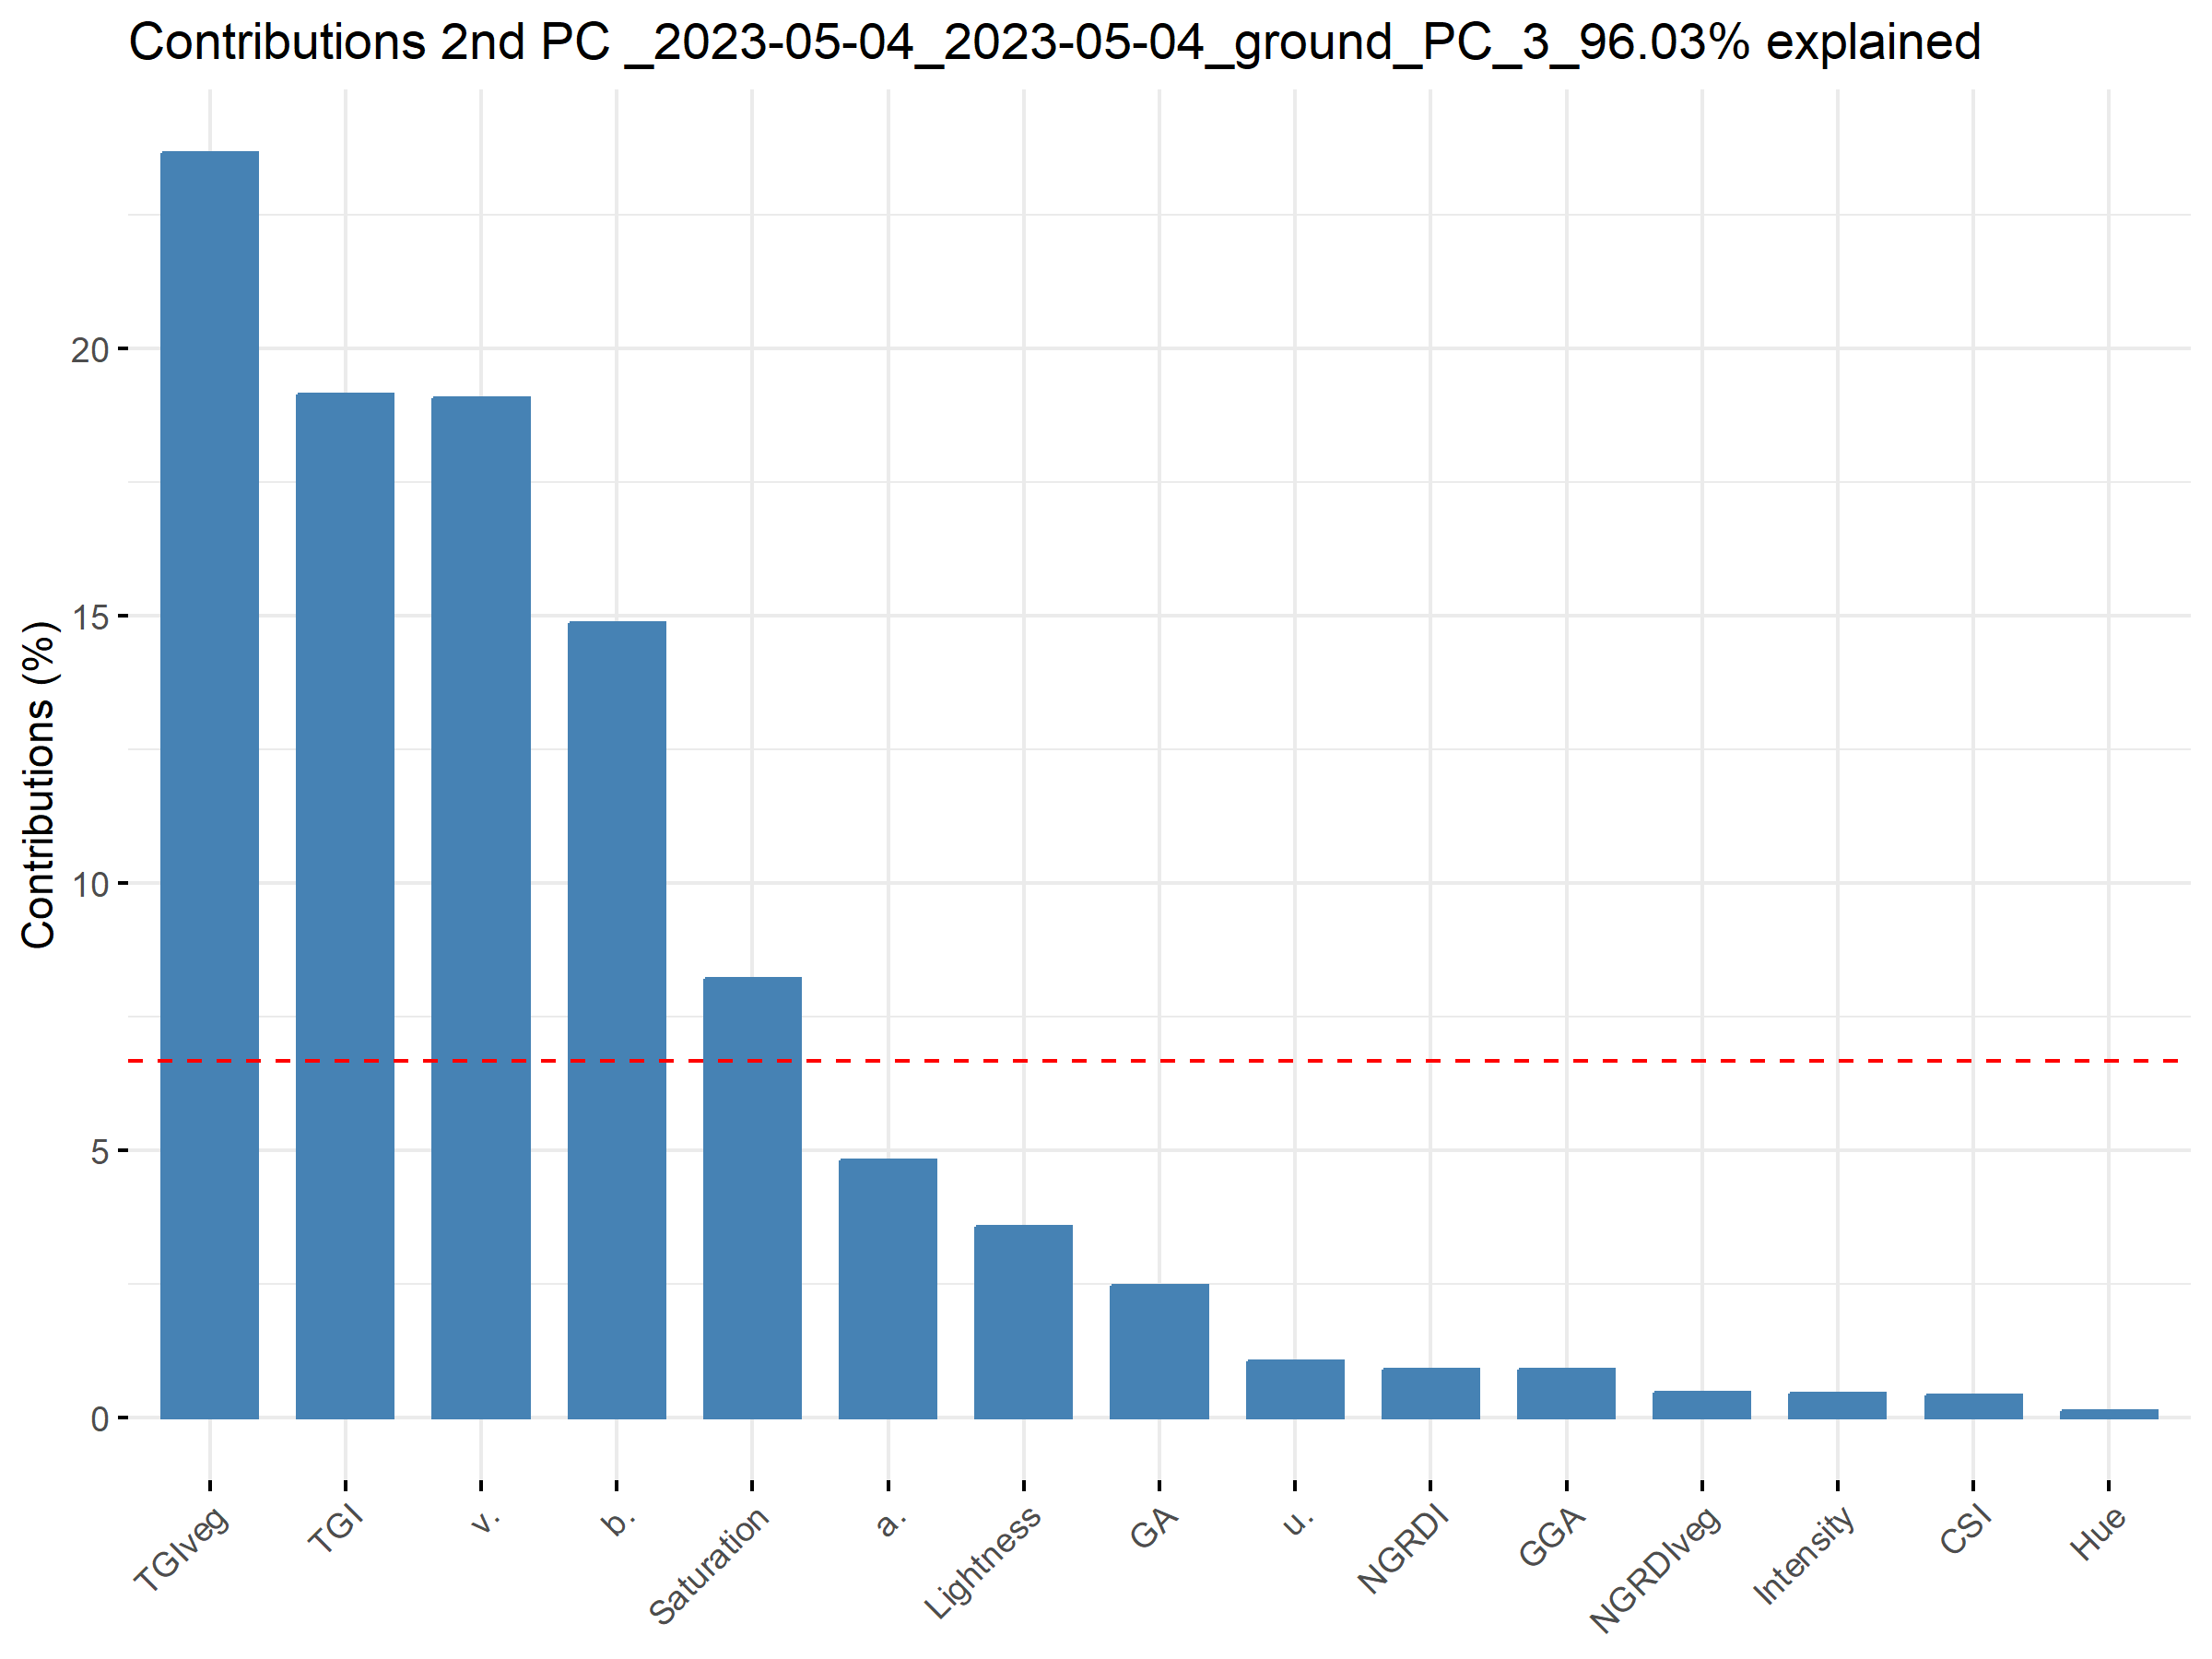 Contributions 2nd PC _2023-05-04_2023-05-04_ground_PC_3_96.03% explained
Contributions (%)
20
15
10
5
0
TGIveg
TGI
v.
b.
Saturation
a.
Lightness
GA
u.
NGRDI
GGA
NGRDIveg
Intensity
CSI
Hue